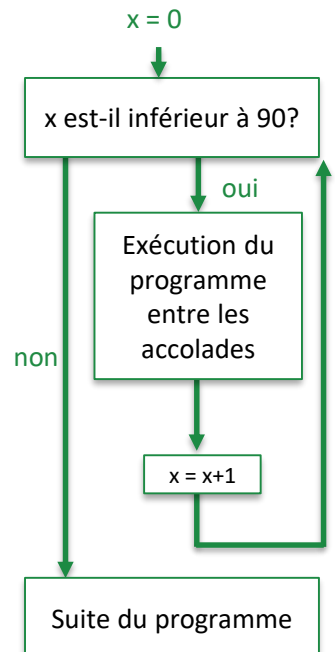 x = 0
x est-il inférieur à 90?
oui
Exécution du
programme
entre les
accolades
non
x = x+1
Suite du programme